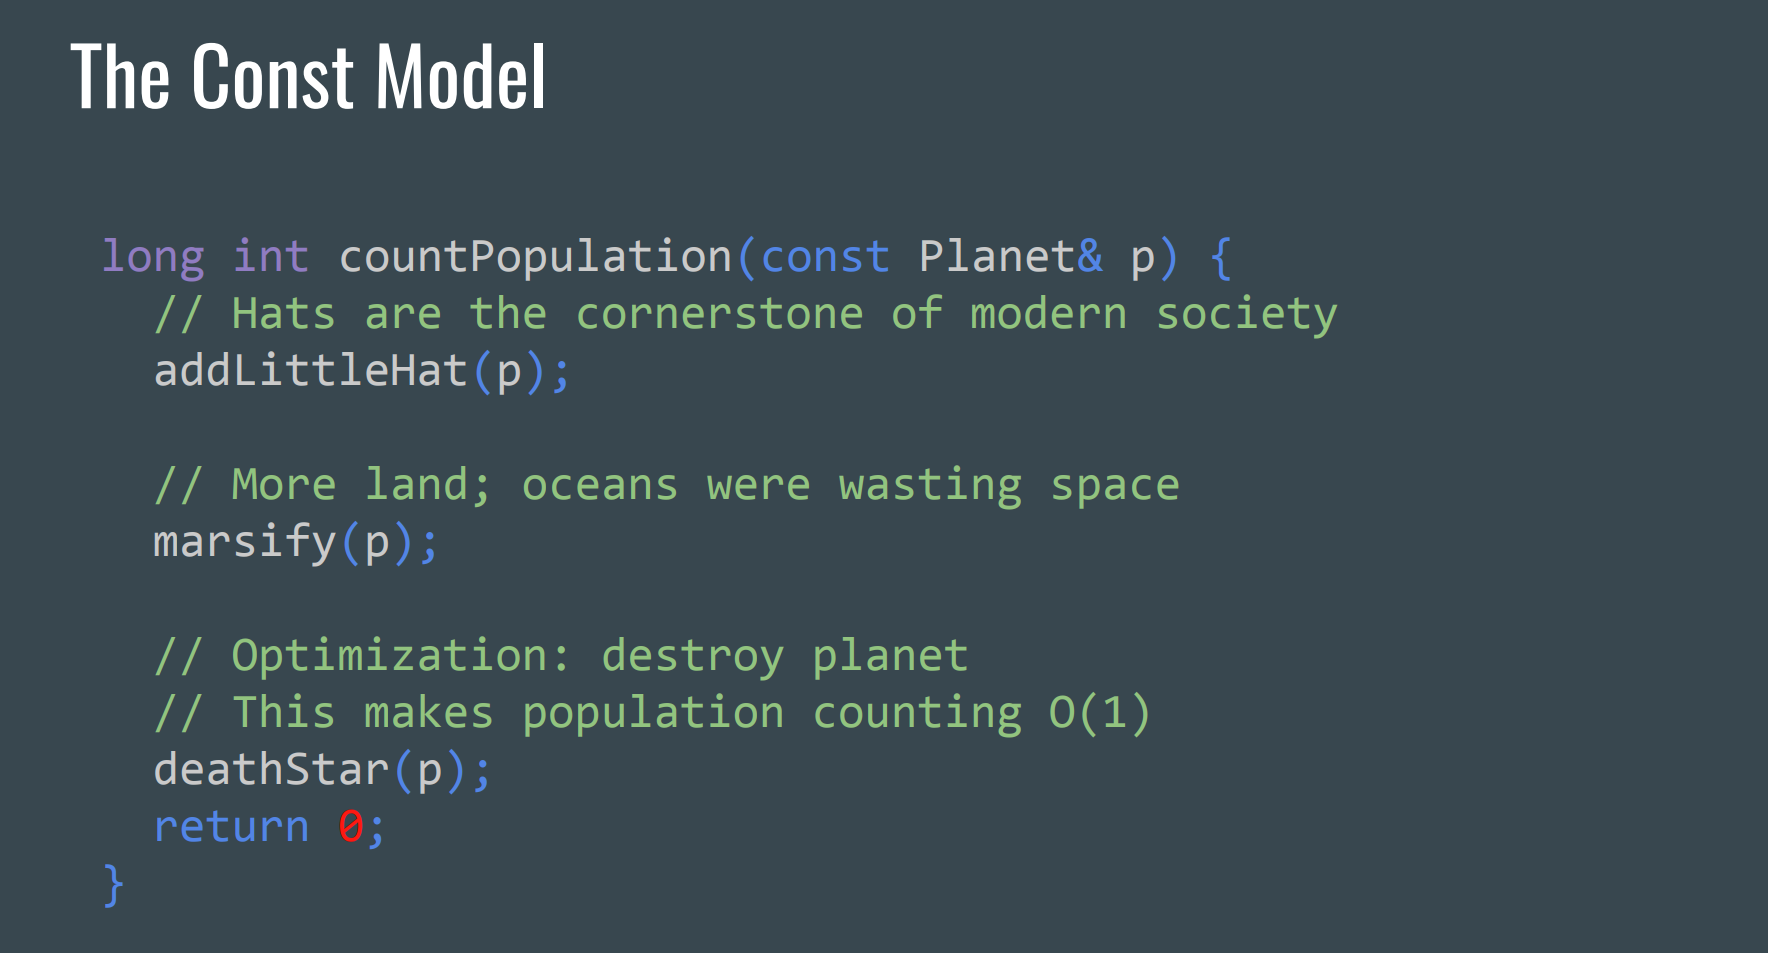 The Const Model
long int countPopulation(const Planet& p) {
// Hats are the cornerstone of modern society
addLittleHat(p);
// More land; oceans were wasting space
marsify(p);
// Optimization: destroy planet
// This makes population counting O(1)
deathStar(p);
return 0;
}